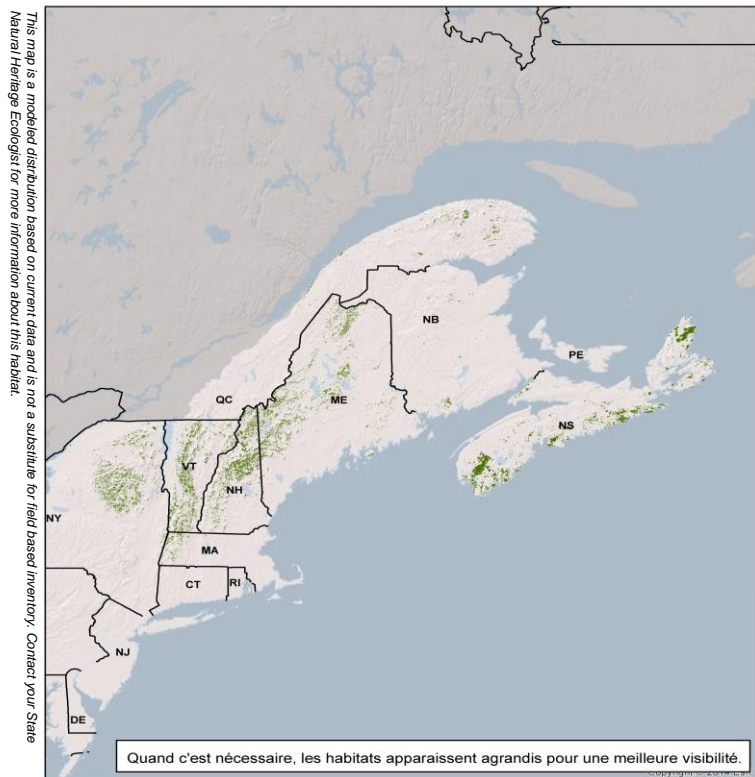 This map is a modeled distribution based on current data and is not a substitute for field based inventory. Contact your State
Natural Heritage Ecologist for more information about this habitat.
NB
PE
QC
ME
NS
VT
NH
NY
MA
CT
RI
NJ
DE
Quand c'est nécessaire, les habitats apparaissent agrandis pour une meilleure visibilité.